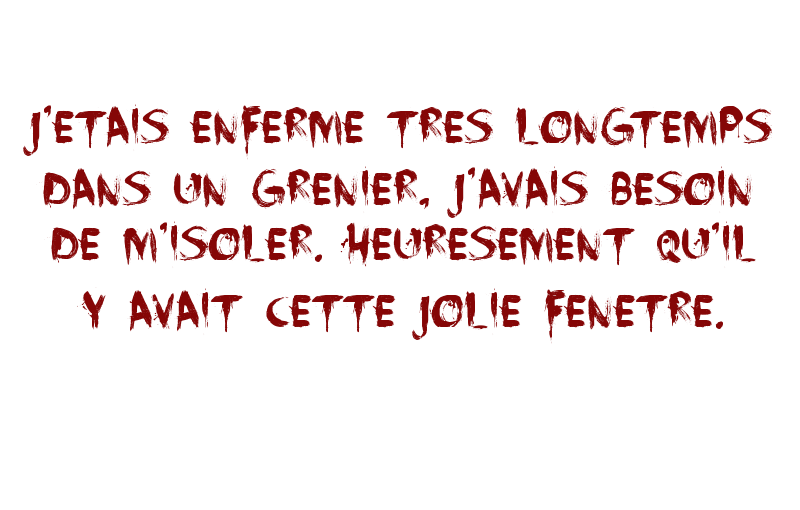 J'ETAIS ENFERME TRES LONGTEMPS
DANS UN GRENIER, J'AVAIS BESOIN
DE M'ISOLER. HEURESEMENT QU'IL
Y AVAIT CETTE JOLIE FENETRE.